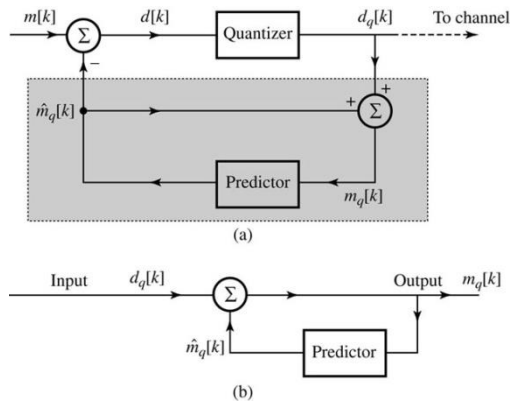 m[k] Σ d[k] Quantizer d_q[k] To channel
−
+
m̂_q[k] + Σ
Predictor m_q[k]
(a)
Input d_q[k] Σ Output m_q[k]
m̂_q[k] Predictor
(b)